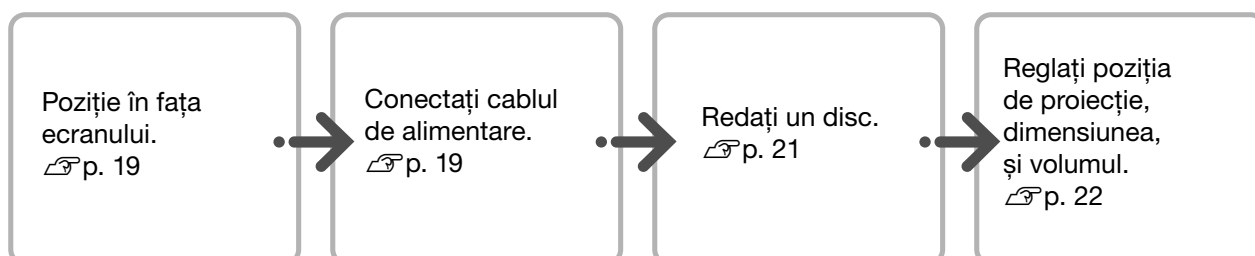 Poziție în fața
ecranului.
p. 19
Conectați cablul
de alimentare.
p. 19
Redați un disc.
p. 21
Reglați poziția
de proiecție,
dimensiunea,
și volumul.
p. 22